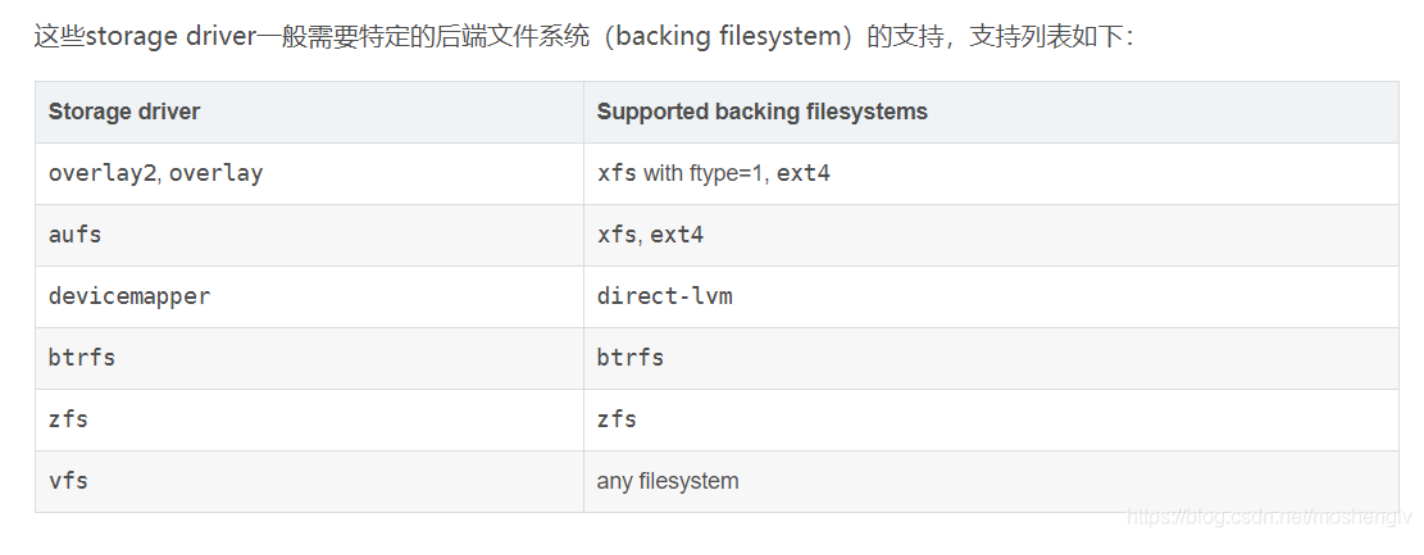 这些storage driver一般需要特定的后端文件系统（backing filesystem）的支持，支持列表如下：
Storage driver Supported backing filesystems
overlay2, overlay xfs with ftype=1, ext4
aufs xfs, ext4
devicemapper direct-lvm
btrfs btrfs
zfs zfs
vfs any filesystem
https://blog.csdn.net/moshenglv